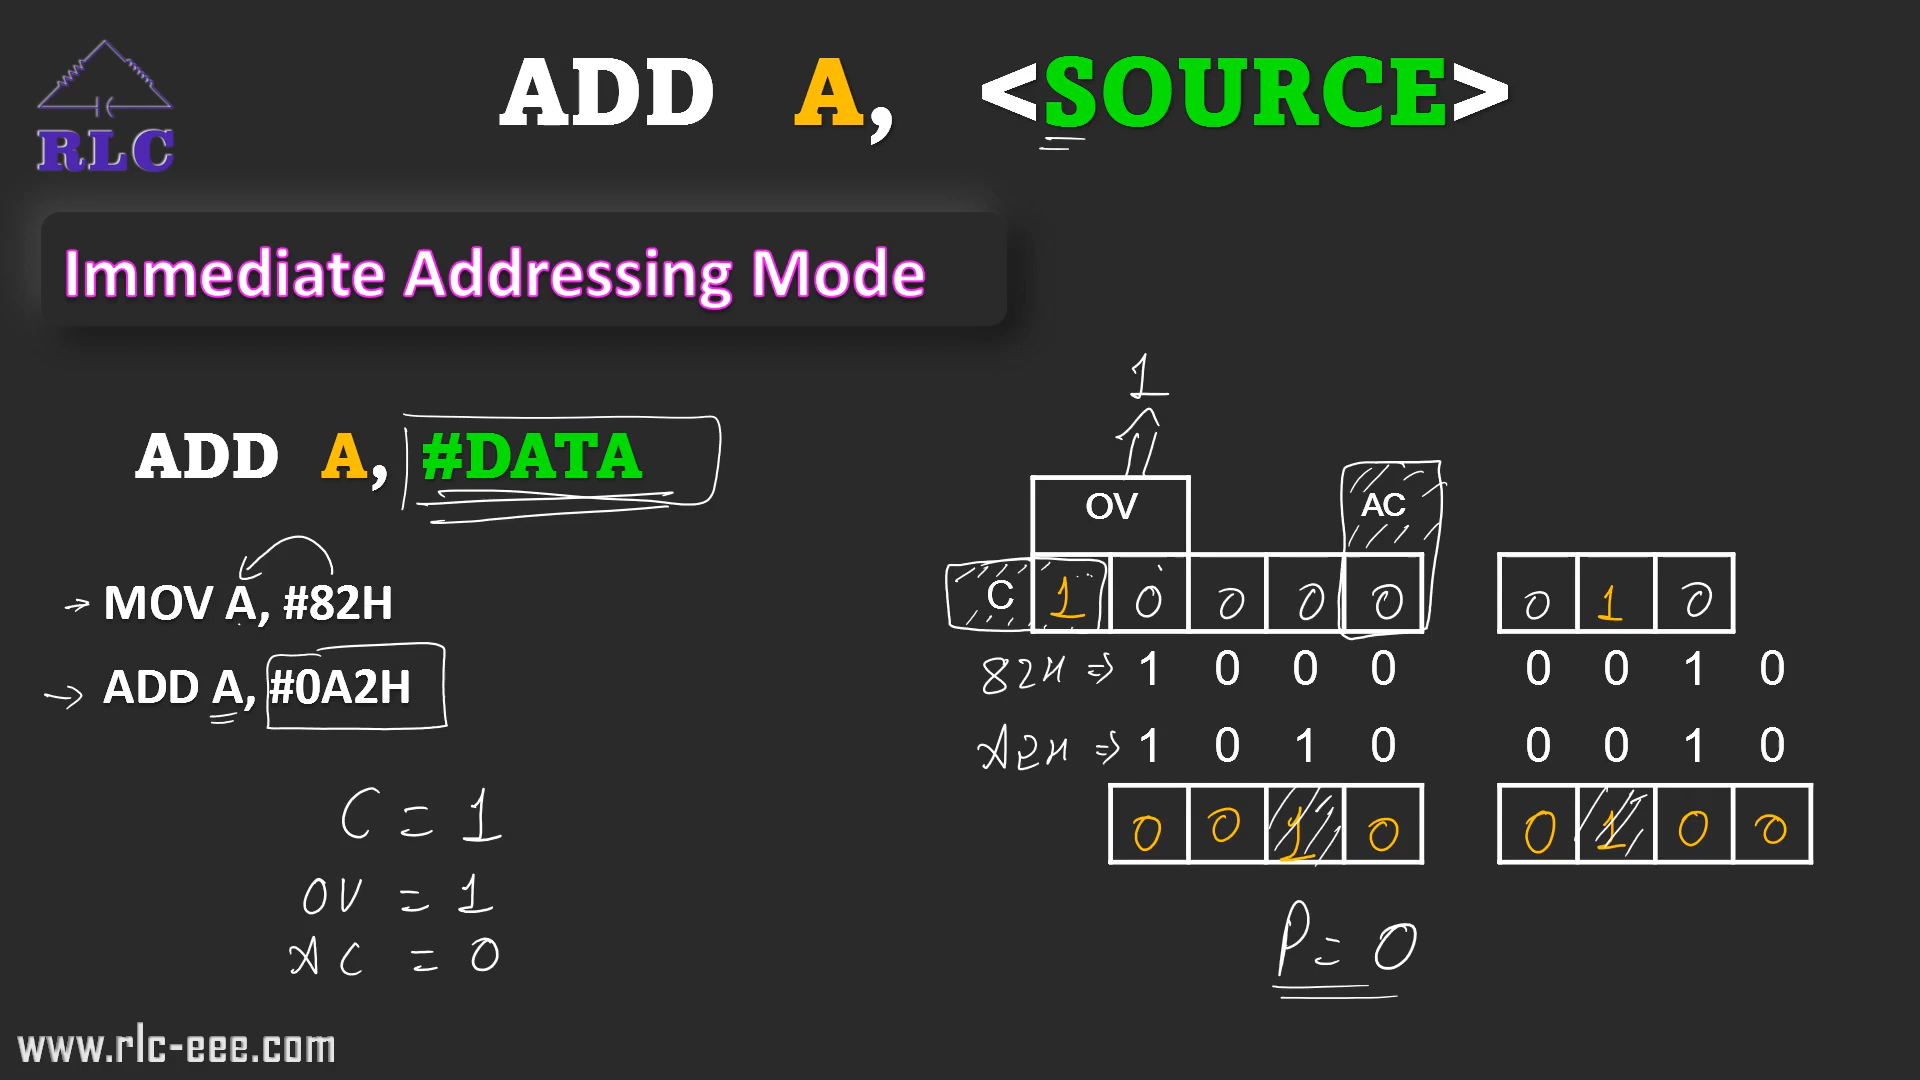 ADD A, <SOURCE>
RLC
Immediate Addressing Mode
ADD A, #DATA
MOV A, #82H
ADD A, #0A2H
C = 1
OV = 1
AC = 0
1
OV AC
C 1 0 0 0 0 0 1 0
82H ⇒ 1 0 0 0 0 0 1 0
A2H ⇒ 1 0 1 0 0 0 1 0
0 0 1 0 0 1 0 0
P = 0
www.rlc-eee.com